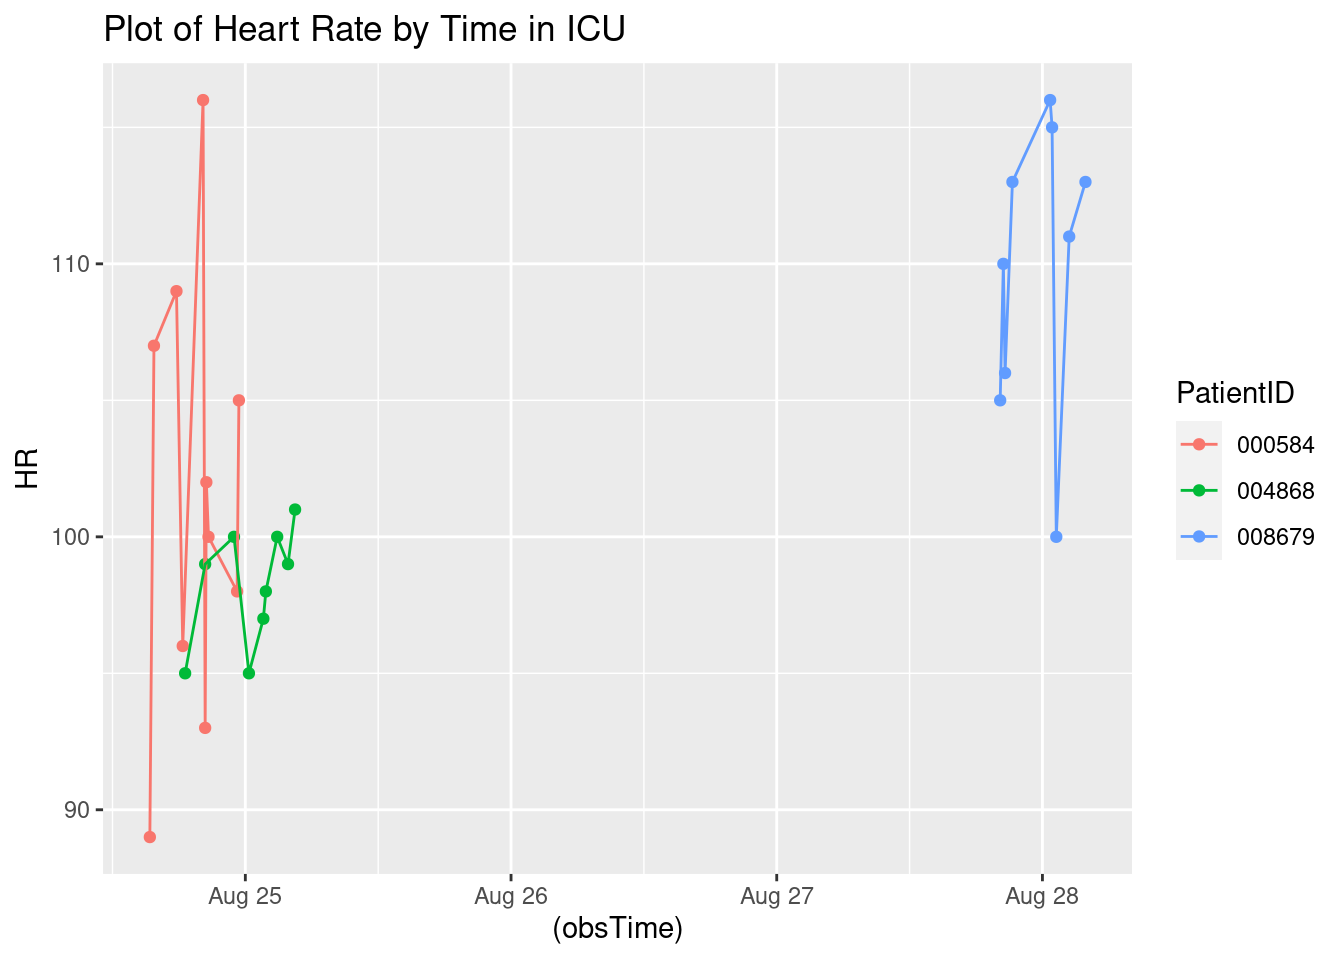 Plot of Heart Rate by Time in ICU
HR
110
100
90
Aug 25
Aug 26
Aug 27
Aug 28
(obsTime)
PatientID
000584
004868
008679